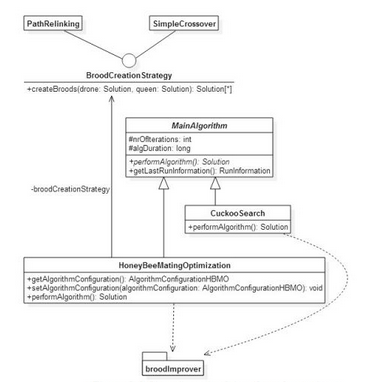 PathRelinking
SimpleCrossover
BroodCreationStrategy
+createBroods(drone: Solution, queen: Solution): Solution[*]
MainAlgorithm
#nrOfIterations: int
#algDuration: long
+performAlgorithm(): Solution
+getLastRunInformation(): RunInformation
-broodCreationStrategy
CuckooSearch
+performAlgorithm(): Solution
HoneyBeeMatingOptimization
+getAlgorithmConfiguration(): AlgorithmConfigurationHBMO
+setAlgorithmConfiguration(algorithmConfiguration: AlgorithmConfigurationHBMO): void
+performAlgorithm(): Solution
broodImprover